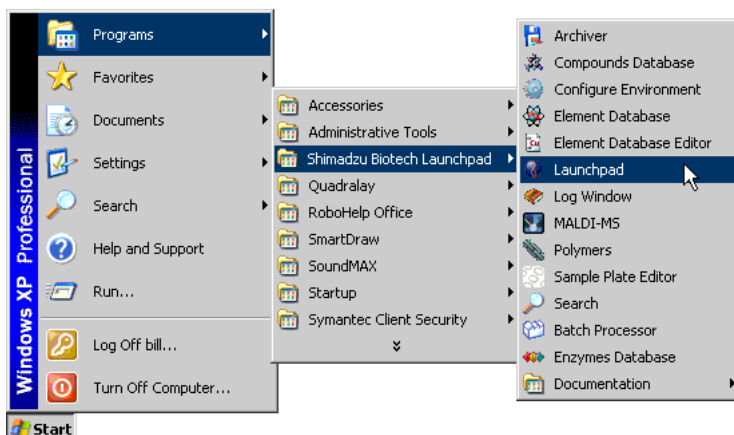 Windows XP Professional
Programs
Favorites
Documents
Settings
Search
Help and Support
Run...
Log Off bill...
Turn Off Computer...
Start
Accessories
Administrative Tools
Shimadzu Biotech Launchpad
Quadralay
RoboHelp Office
SmartDraw
SoundMAX
Startup
Symantec Client Security
Archiver
Compounds Database
Configure Environment
Element Database
Element Database Editor
Launchpad
Log Window
MALDI-MS
Polymers
Sample Plate Editor
Search
Batch Processor
Enzymes Database
Documentation